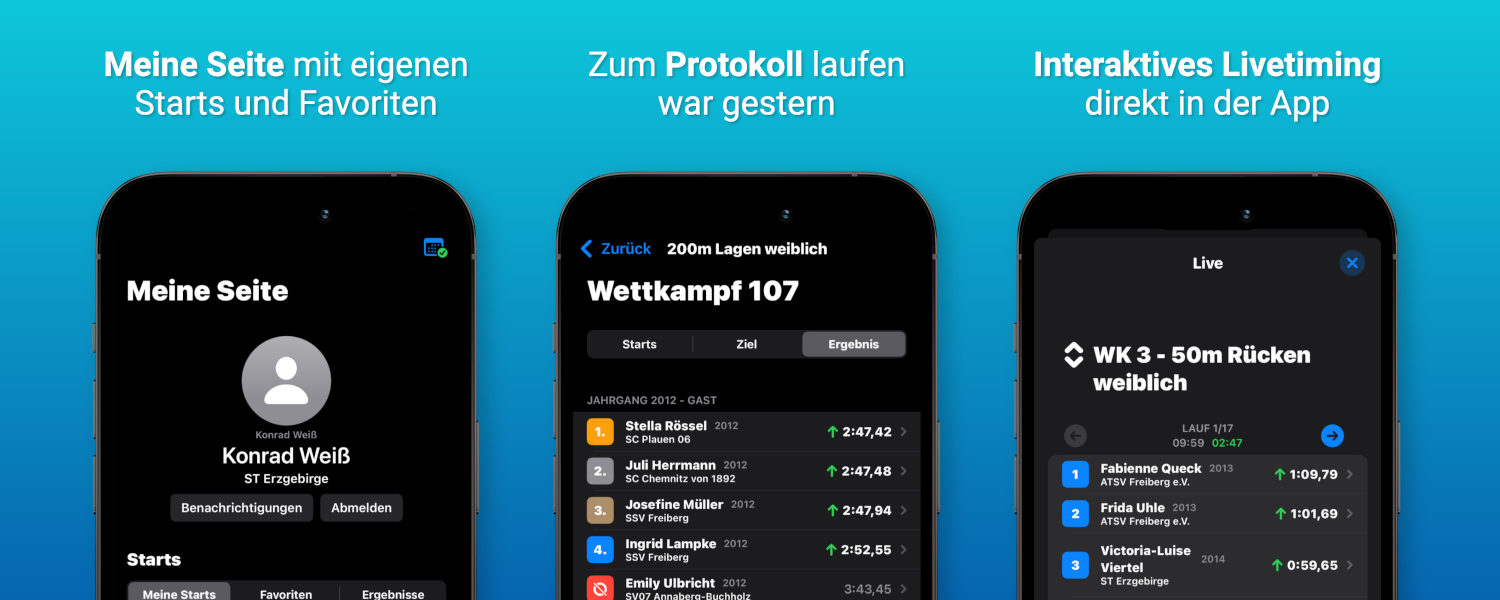 Meine Seite mit eigenen
Starts und Favoriten
Meine Seite
Konrad Weiß
Konrad Weiß
ST Erzgebirge
Benachrichtigungen
Abmelden
Starts
Meine Starts
Favoriten
Ergebnisse
Zum Protokoll laufen
war gestern
Zurück
200m Lagen weiblich
Wettkampf 107
Starts
Ziel
Ergebnis
JAHRGANG 2012 - GAST
1. Stella Rössel 2012 2:47,42
SC Plauen 06
2. Juli Herrmann 2012 2:47,48
SC Chemnitz von 1892
3. Josefine Müller 2012 2:47,94
SSV Freiberg
4. Ingrid Lampke 2012 2:52,55
SSV Freiberg
Emily Ulbricht 2012 3:43,45
SV07 Annaberg-Buchholz
Interaktives Livetiming
direkt in der App
Live
WK 3 - 50m Rücken
weiblich
LAUF 1/17
09:59 02:47
1 Fabienne Queck 2013 1:09,79
ATSV Freiberg e.V.
2 Frida Uhle 2013 1:01,69
ATSV Freiberg e.V.
3 Victoria-Luise
Viertel 2014 0:59,65
ST Erzgebirge